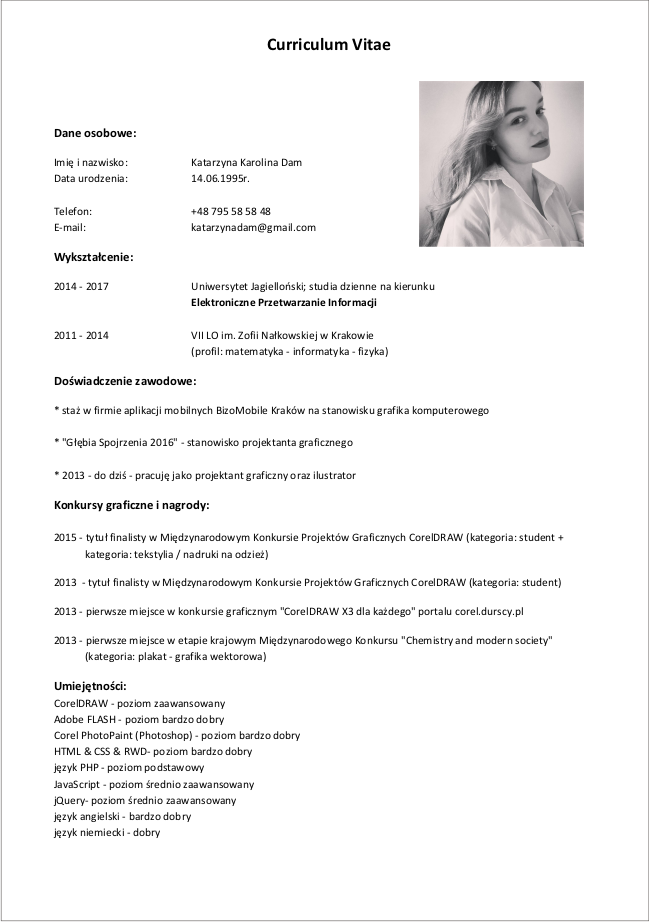 Curriculum Vitae
Dane osobowe:
Imię i nazwisko: Katarzyna Karolina Dam
Data urodzenia: 14.06.1995r.
Telefon: +48 795 58 58 48
E-mail: katarzynadam@gmail.com
Wykształcenie:
2014 - 2017 Uniwersytet Jagielloński; studia dzienne na kierunku
Elektroniczne Przetwarzanie Informacji
2011 - 2014 VII LO im. Zofii Nałkowskiej w Krakowie
(profil: matematyka - informatyka - fizyka)
Doświadczenie zawodowe:
* staż w firmie aplikacji mobilnych BizoMobile Kraków na stanowisku grafika komputerowego
* "Głębia Spojrzenia 2016" - stanowisko projektanta graficznego
* 2013 - do dziś - pracuję jako projektant graficzny oraz ilustrator
Konkursy graficzne i nagrody:
2015 - tytuł finalisty w Międzynarodowym Konkursie Projektów Graficznych CorelDRAW (kategoria: student +
kategoria: tekstylia / nadruki na odzież)
2013 - tytuł finalisty w Międzynarodowym Konkursie Projektów Graficznych CorelDRAW (kategoria: student)
2013 - pierwsze miejsce w konkursie graficznym "CorelDRAW X3 dla każdego" portalu corel.durscy.pl
2013 - pierwsze miejsce w etapie krajowym Międzynarodowego Konkursu "Chemistry and modern society"
(kategoria: plakat - grafika wektorowa)
Umiejętności:
CorelDRAW - poziom zaawansowany
Adobe FLASH - poziom bardzo dobry
Corel PhotoPaint (Photoshop) - poziom bardzo dobry
HTML & CSS & RWD- poziom bardzo dobry
język PHP - poziom podstawowy
JavaScript - poziom średnio zaawansowany
jQuery- poziom średnio zaawansowany
język angielski - bardzo dobry
język niemiecki - dobry